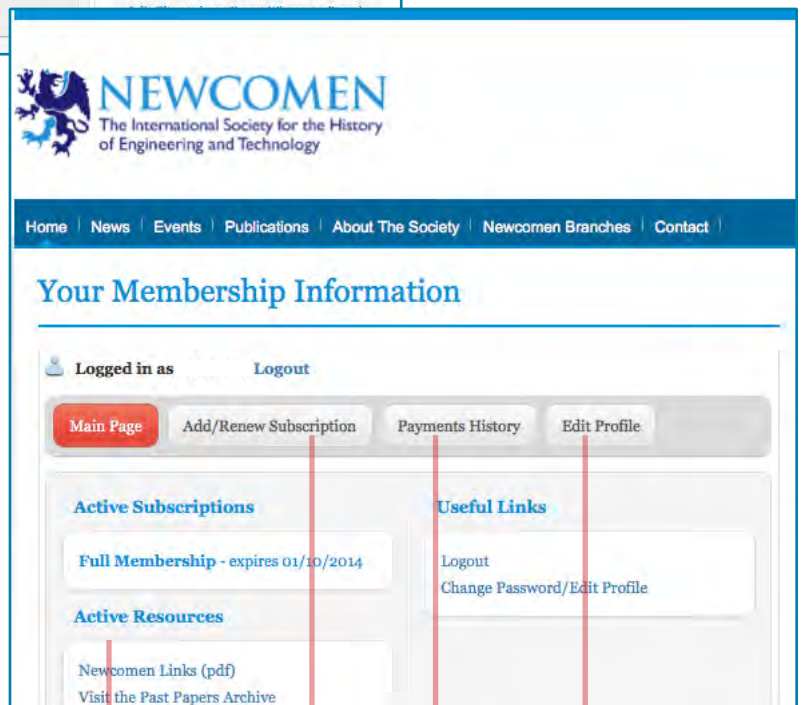 NEWCOMEN
The International Society for the History
of Engineering and Technology
Home News Events Publications About The Society Newcomen Branches Contact
Your Membership Information
Logged in as Logout
Main Page Add/Renew Subscription Payments History Edit Profile
Active Subscriptions
Full Membership - expires 01/10/2014
Active Resources
Newcomen Links (pdf)
Visit the Past Papers Archive
Useful Links
Logout
Change Password/Edit Profile